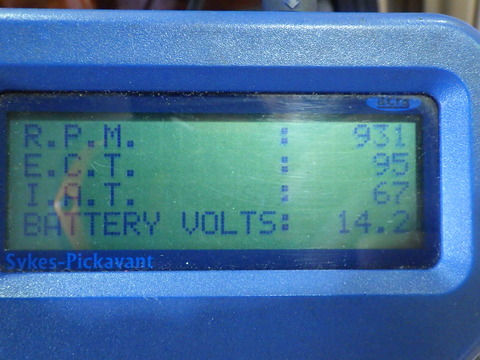 R.P.M. : 931
E.C.T. : 95
I.A.T. : 67
BATTERY VOLTS: 14.2
Sykes-Pickavant